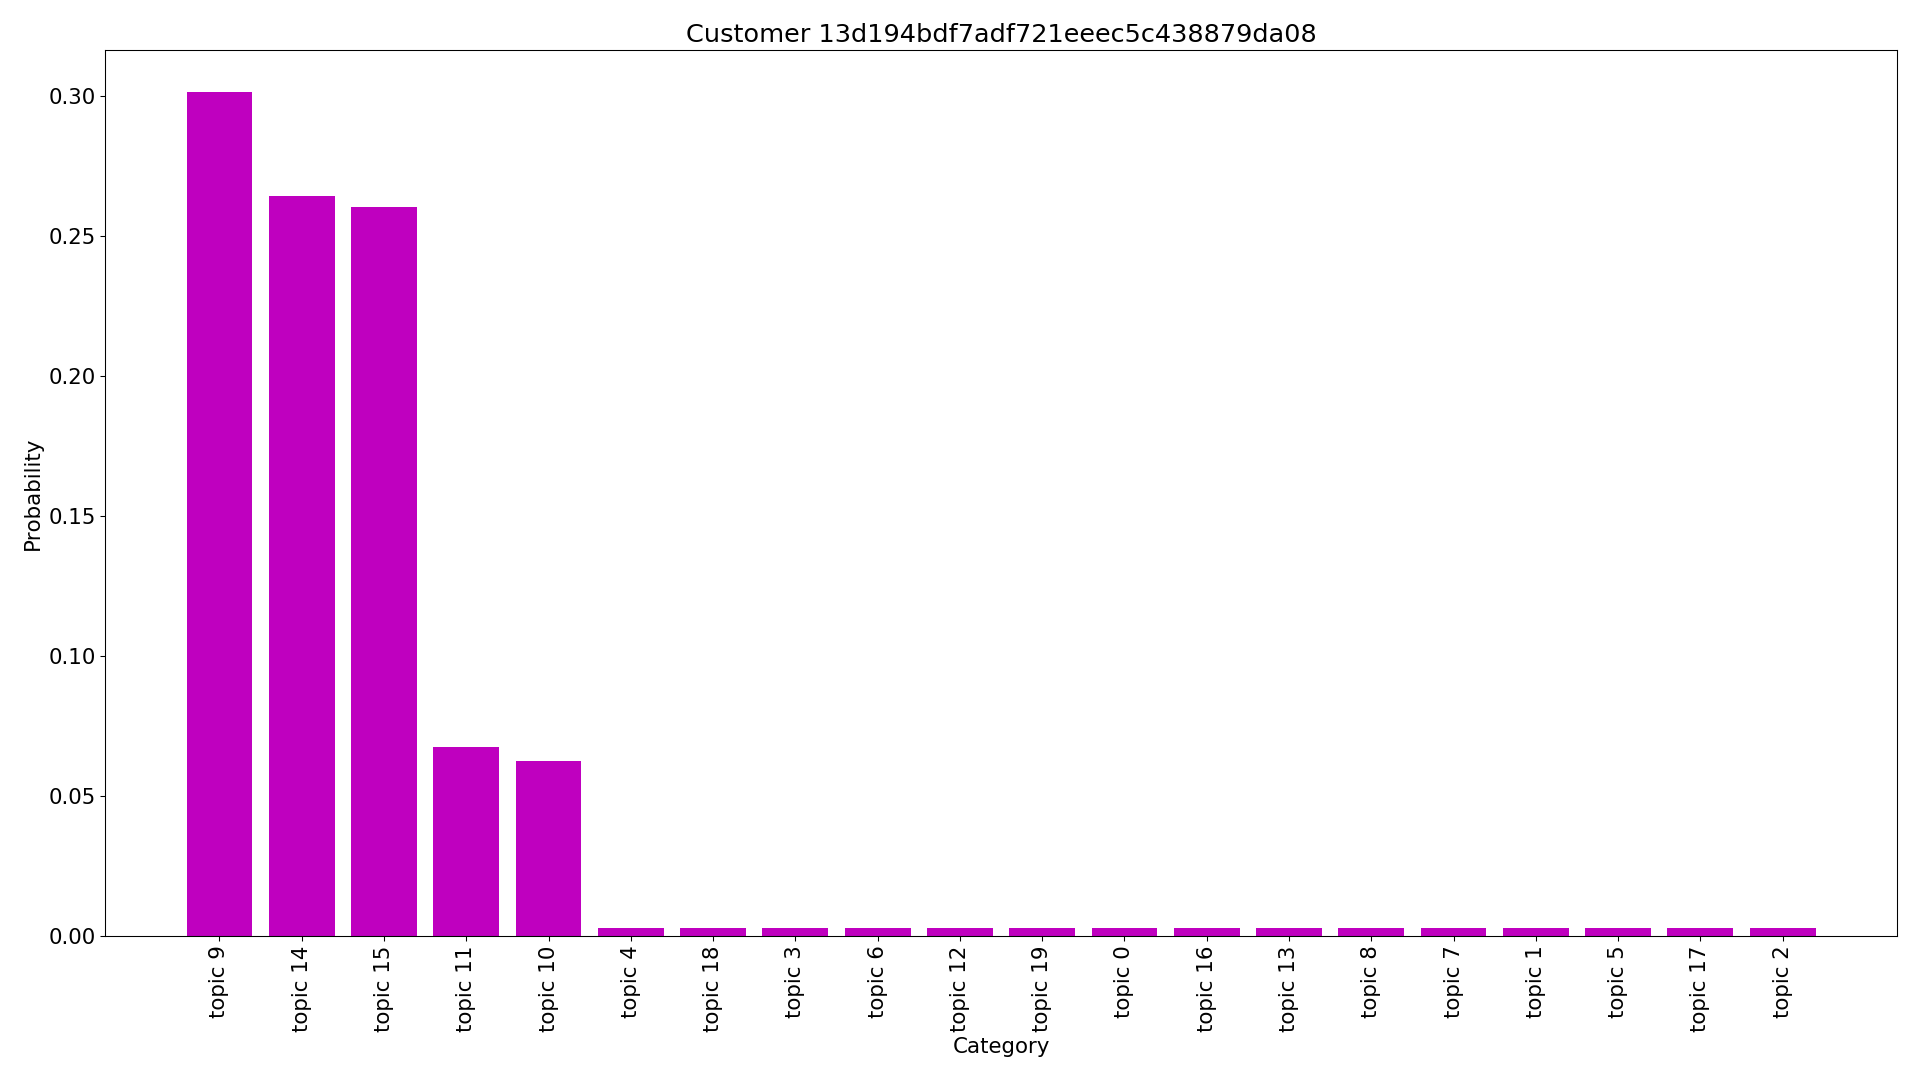 Customer 13d194bdf7adf721eeec5c438879da08
Probability
0.30
0.25
0.20
0.15
0.10
0.05
0.00
topic 9
topic 14
topic 15
topic 11
topic 10
topic 4
topic 18
topic 3
topic 6
topic 12
topic 19
topic 0
topic 16
topic 13
topic 8
topic 7
topic 1
topic 5
topic 17
topic 2
Category